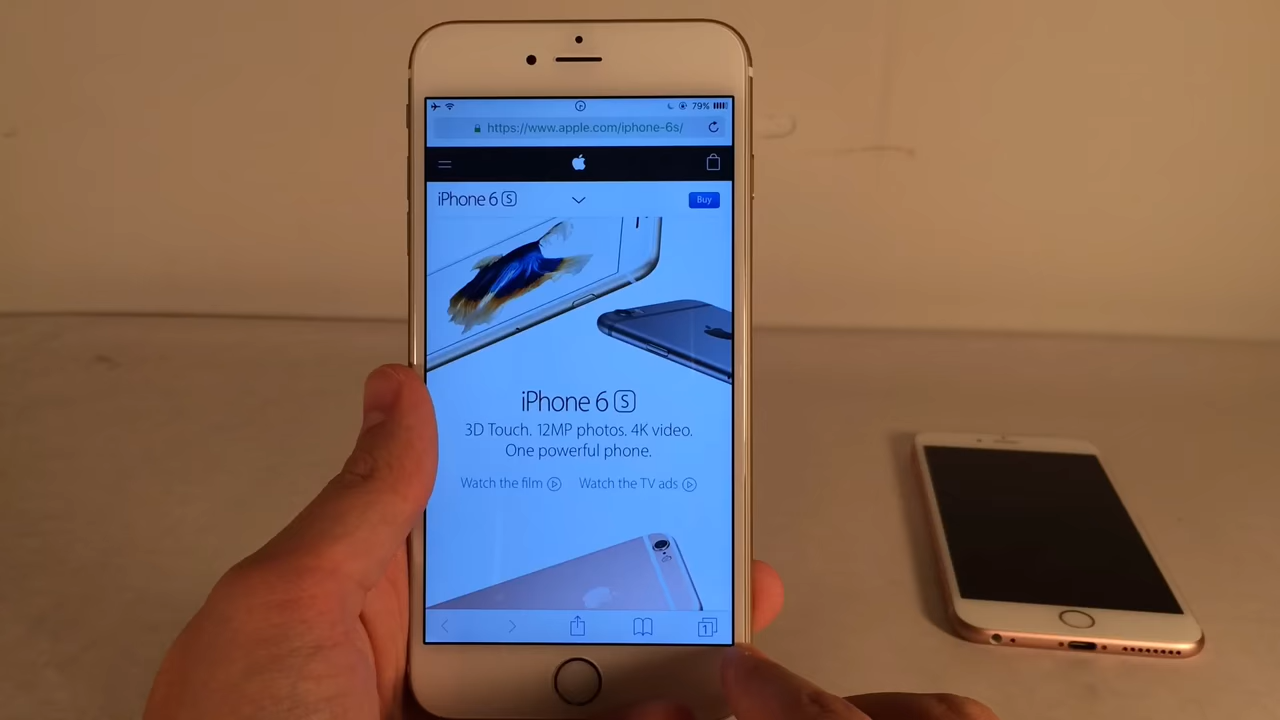 79%
https://www.apple.com/iphone-6s/
iPhone 6 S
Buy
iPhone 6 S
3D Touch. 12MP photos. 4K video.
One powerful phone.
Watch the film Watch the TV ads
1